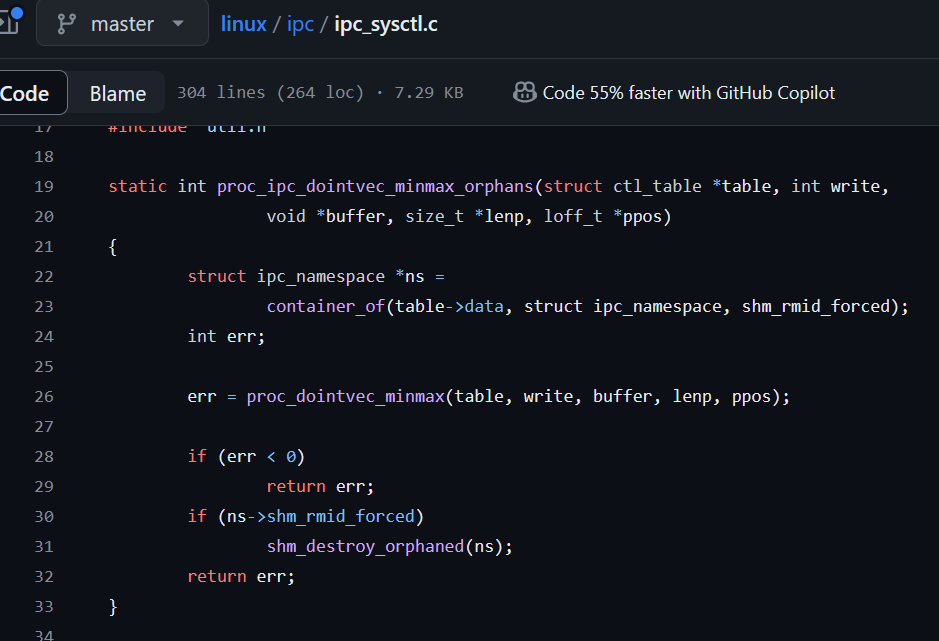 master
linux / ipc / ipc_sysctl.c
Code Blame 304 lines (264 loc) · 7.29 KB Code 55% faster with GitHub Copilot
17 #include "util.h"
18
19 static int proc_ipc_dointvec_minmax_orphans(struct ctl_table *table, int write,
20 void *buffer, size_t *lenp, loff_t *ppos)
21 {
22 struct ipc_namespace *ns =
23 container_of(table->data, struct ipc_namespace, shm_rmid_forced);
24 int err;
25
26 err = proc_dointvec_minmax(table, write, buffer, lenp, ppos);
27
28 if (err < 0)
29 return err;
30 if (ns->shm_rmid_forced)
31 shm_destroy_orphaned(ns);
32 return err;
33 }
34